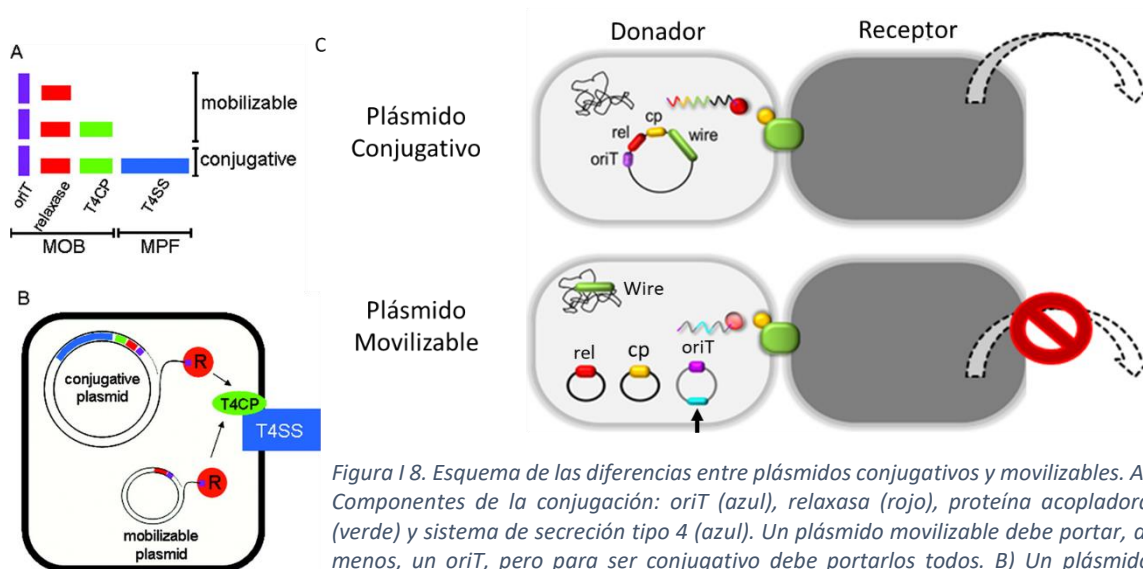 A
mobilizable
conjugative
oriT
relaxase
T4CP
T4SS
MOB
MPF
B
conjugative
plasmid
R
T4CP
T4SS
R
mobilizable
plasmid
C
Donador
Receptor
Plásmido
Conjugativo
oriT
rel
cp
wire
Plásmido
Movilizable
Wire
rel
cp
oriT
Figura I 8. Esquema de las diferencias entre plásmidos conjugativos y movilizables. A
Componentes de la conjugación: oriT (azul), relaxasa (rojo), proteína acopladora
(verde) y sistema de secreción tipo 4 (azul). Un plásmido movilizable debe portar, a
menos, un oriT, pero para ser conjugativo debe portarlos todos. B) Un plásmido